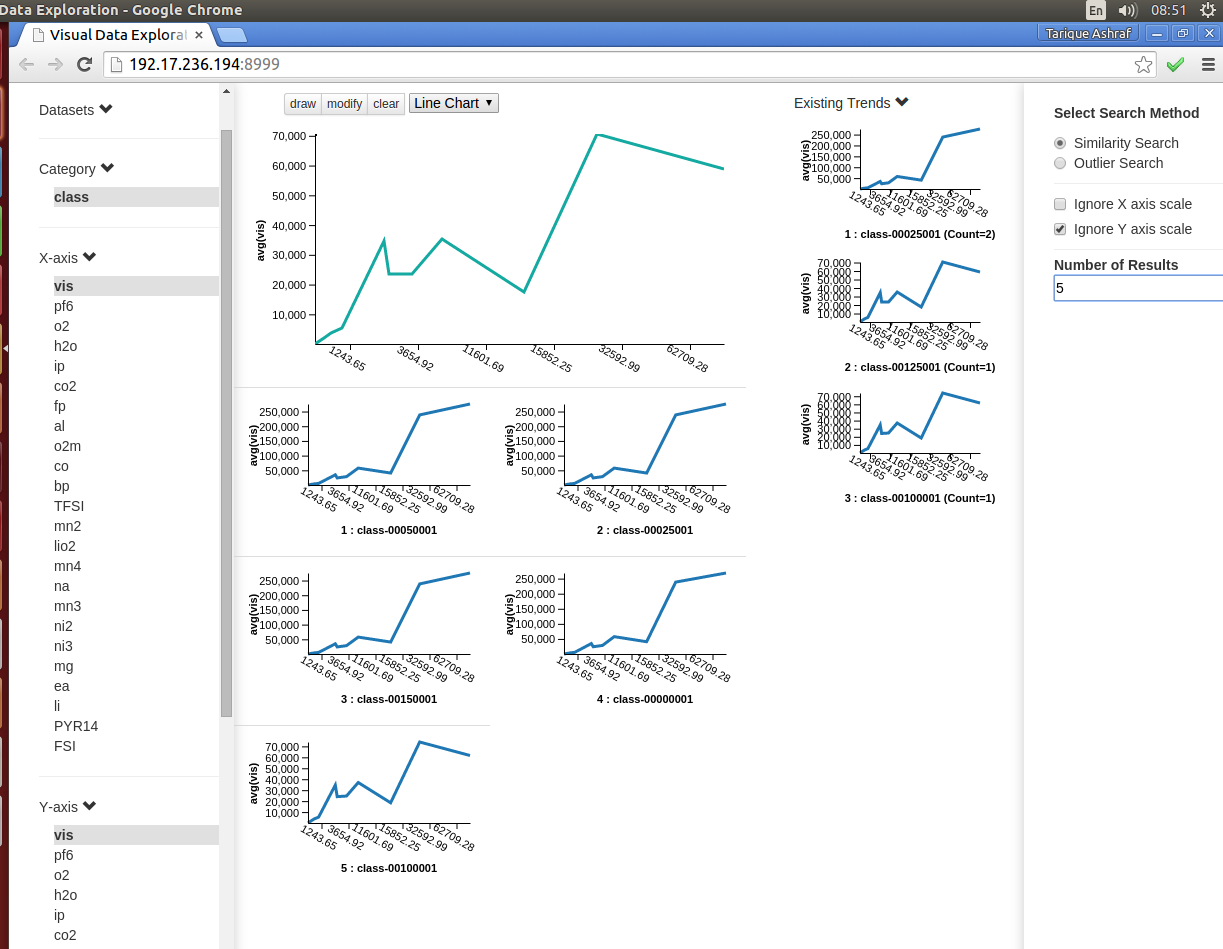 Data Exploration - Google Chrome
En
08:51
Visual Data Explorat
Tarique Ashraf
192.17.236.194:8999
Datasets
Category
class
X-axis
vis
pf6
o2
h2o
ip
co2
fp
al
o2m
co
bp
TFSI
mn2
lio2
mn4
na
mn3
ni2
ni3
mg
ea
li
PYR14
FSI
Y-axis
vis
pf6
o2
h2o
ip
co2
draw modify clear Line Chart
70,000
60,000
50,000
40,000
30,000
20,000
10,000
avg(vis)
1243.65 3654.92 11601.69 15852.25 32592.99 62709.28
250,000
200,000
150,000
100,000
50,000
avg(vis)
1243.65 3654.92 11601.69 15852.25 32592.99 62709.28
1 : class-00050001
250,000
200,000
150,000
100,000
50,000
avg(vis)
1243.65 3654.92 11601.69 15852.25 32592.99 62709.28
2 : class-00025001
250,000
200,000
150,000
100,000
50,000
avg(vis)
1243.65 3654.92 11601.69 15852.25 32592.99 62709.28
3 : class-00150001
250,000
200,000
150,000
100,000
50,000
avg(vis)
1243.65 3654.92 11601.69 15852.25 32592.99 62709.28
4 : class-00000001
70,000
60,000
50,000
40,000
30,000
20,000
10,000
avg(vis)
1243.65 3654.92 11601.69 15852.25 32592.99 62709.28
5 : class-00100001
Existing Trends
250,000
200,000
150,000
100,000
50,000
avg(vis)
1243.65 3654.92 11601.69 15852.25 32592.99 62709.28
1 : class-00025001 (Count=2)
70,000
60,000
50,000
40,000
30,000
20,000
10,000
avg(vis)
1243.65 3654.92 11601.69 15852.25 32592.99 62709.28
2 : class-00125001 (Count=1)
70,000
60,000
50,000
40,000
30,000
20,000
10,000
avg(vis)
1243.65 3654.92 11601.69 15852.25 32592.99 62709.28
3 : class-00100001 (Count=1)
Select Search Method
Similarity Search
Outlier Search
Ignore X axis scale
Ignore Y axis scale
Number of Results
5